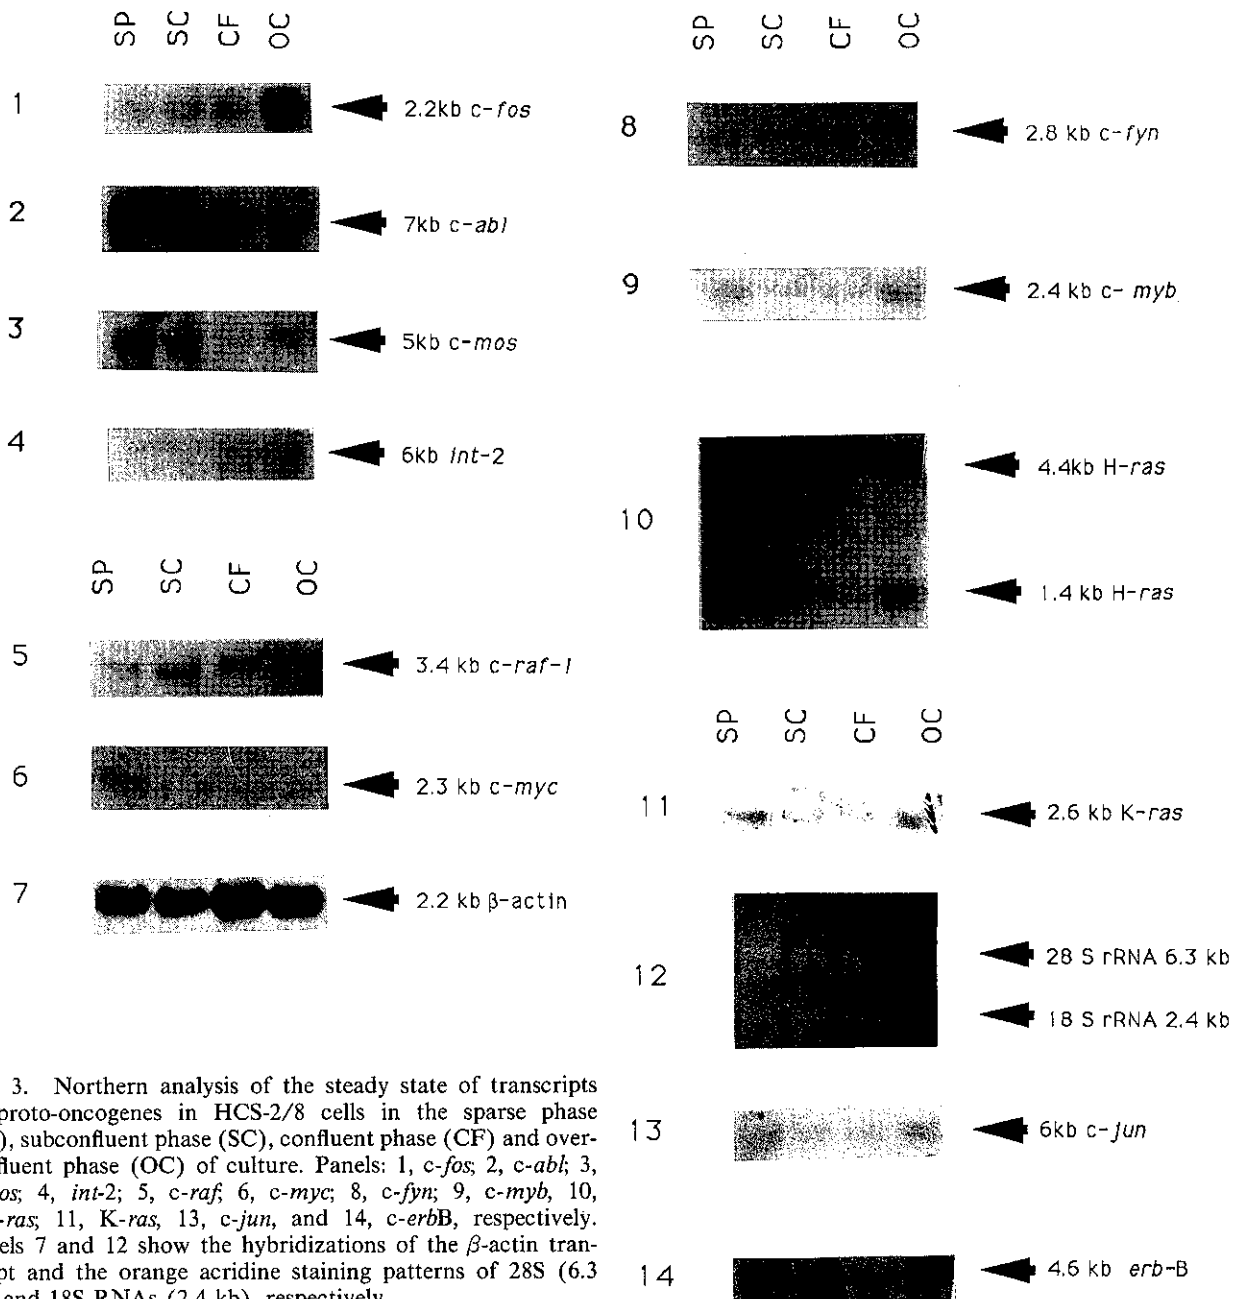 SP SC CF OC
1 2.2kb c-fos
2 7kb c-abl
3 5kb c-mos
4 6kb int-2
SP SC CF OC
5 3.4 kb c-raf-1
6 2.3 kb c-myc
7 2.2 kb β-actin
3. Northern analysis of the steady state of transcripts
proto-oncogenes in HCS-2/8 cells in the sparse phase
), subconfluent phase (SC), confluent phase (CF) and over-
fluent phase (OC) of culture. Panels: 1, c-fos; 2, c-abl; 3,
os; 4, int-2; 5, c-raf; 6, c-myc; 8, c-fyn; 9, c-myb, 10,
-ras; 11, K-ras, 13, c-jun, and 14, c-erbB, respectively.
els 7 and 12 show the hybridizations of the β-actin tran-
pt and the orange acridine staining patterns of 28S (6.3
and 18S RNAs (2.4 kb), respectively
SP SC CF OC
8 2.8 kb c-fyn
9 2.4 kb c- myb
10 4.4kb H-ras
1.4 kb H-ras
SP SC CF OC
11 2.6 kb K-ras
12 28 S rRNA 6.3 kb
18 S rRNA 2.4 kb
13 6kb c-jun
14 4.6 kb erb-B